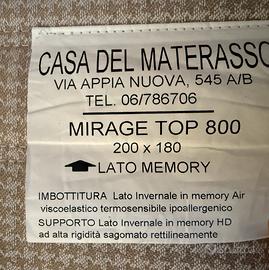 CASA DEL MATERASSO
VIA APPIA NUOVA, 545 A/B
TEL. 06/786706
MIRAGE TOP 800
200 x 180
LATO MEMORY
IMBOTTITURA Lato Invernale in memory Air
viscoelastico termosensibile ipoallergenico
SUPPORTO Lato Invernale in memory HD
ad alta rigidità sagomato rettilineamente